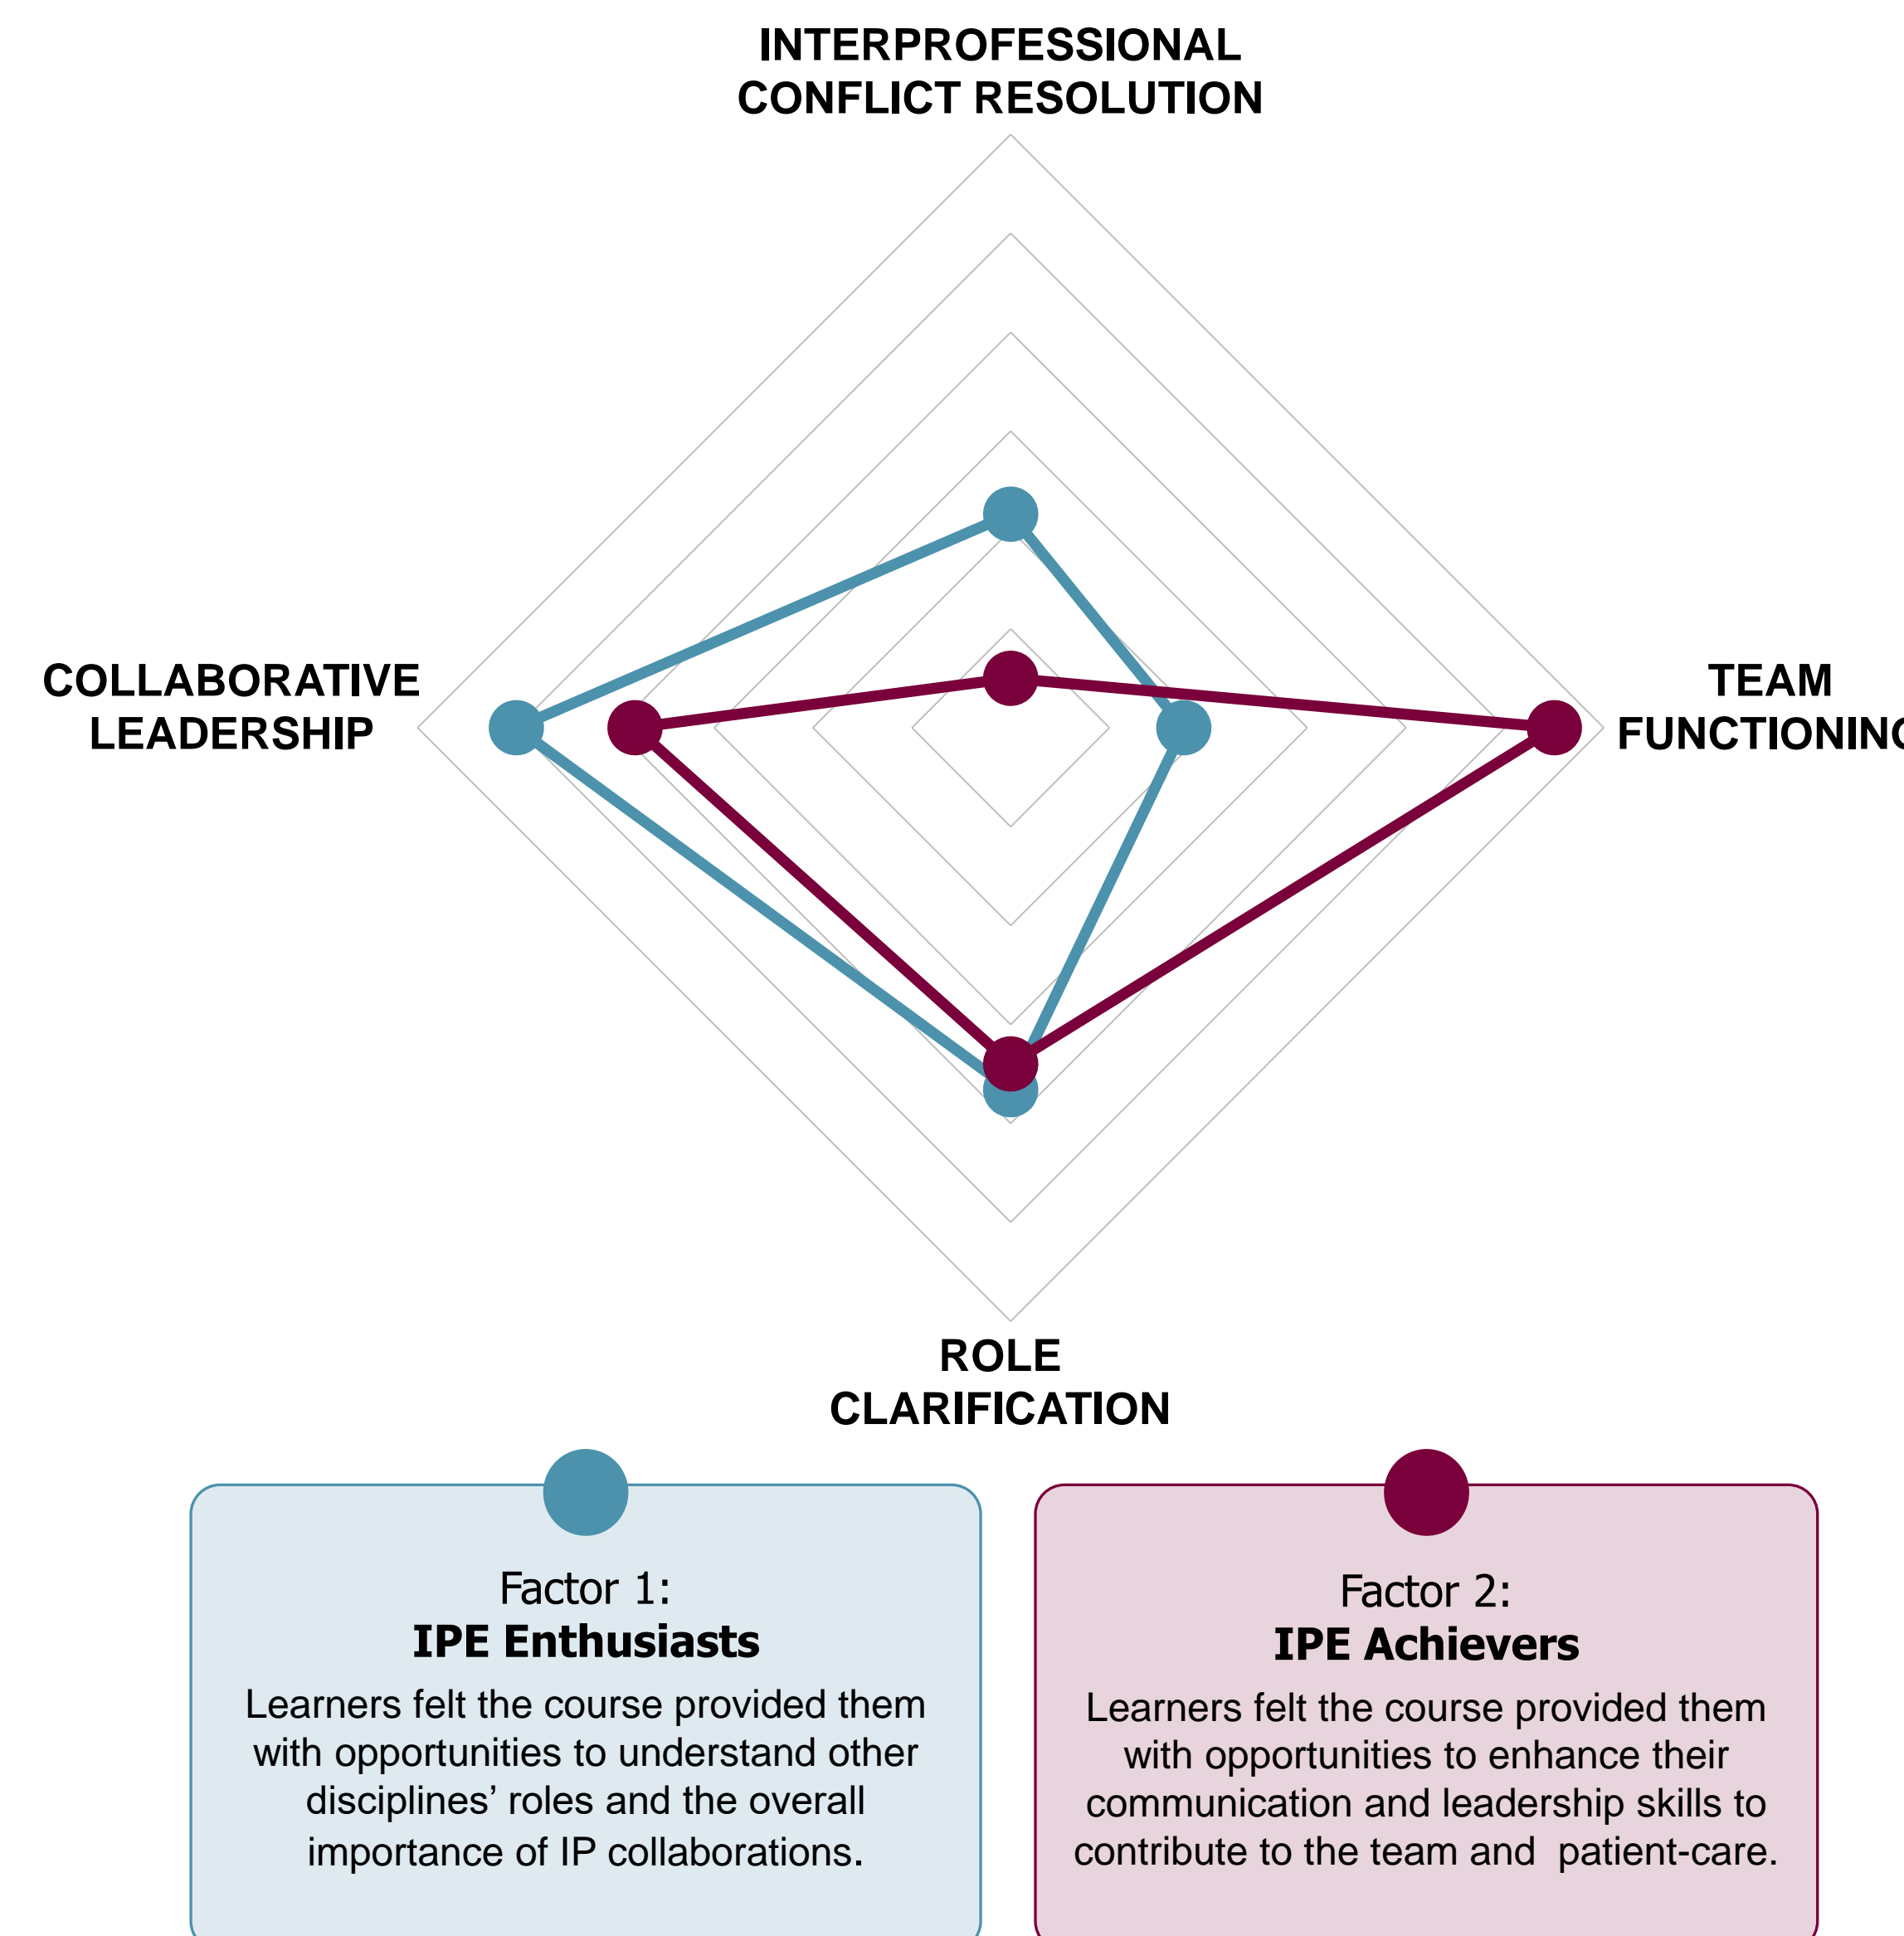 INTERPROFESSIONAL
CONFLICT RESOLUTION
COLLABORATIVE
LEADERSHIP
TEAM
FUNCTIONING
ROLE
CLARIFICATION
Factor 1:
IPE Enthusiasts
Learners felt the course provided them
with opportunities to understand other
disciplines’ roles and the overall
importance of IP collaborations.
Factor 2:
IPE Achievers
Learners felt the course provided them
with opportunities to enhance their
communication and leadership skills to
contribute to the team and  patient-care.